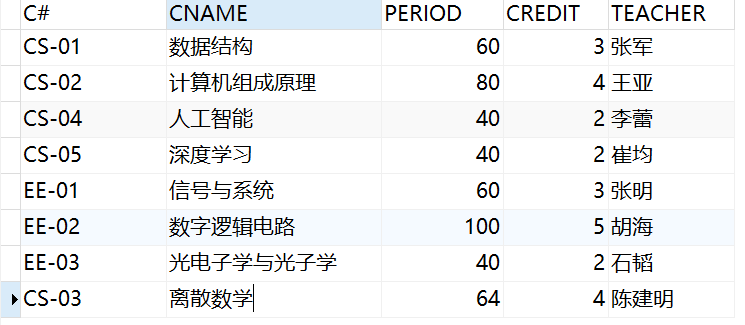 C# CNAME PERIOD CREDIT TEACHER
CS-01 数据结构 60 3 张军
CS-02 计算机组成原理 80 4 王亚
CS-04 人工智能 40 2 李蕾
CS-05 深度学习 40 2 崔均
EE-01 信号与系统 60 3 张明
EE-02 数字逻辑电路 100 5 胡海
EE-03 光电子学与光子学 40 2 石韬
CS-03 离散数学 64 4 陈建明